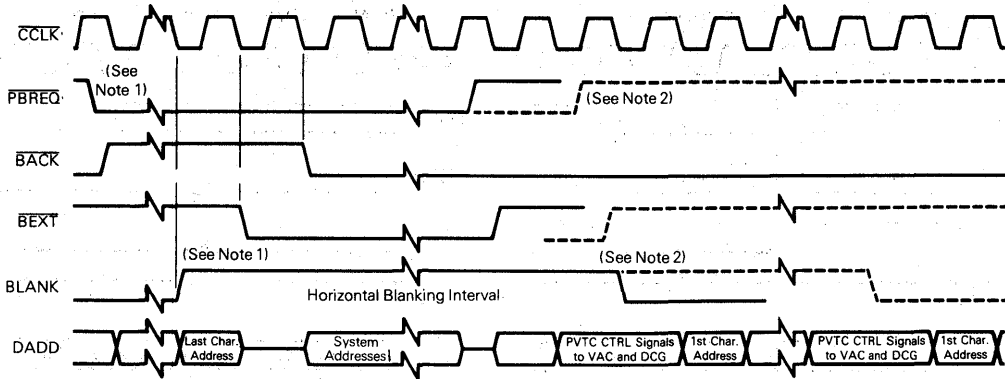 CCLK
(See
Note 1)
PBREQ
(See Note 2)
BACK
BEXT
(See Note 1)
(See Note 2)
BLANK
Horizontal Blanking Interval
DADD
Last Char.
Address
System
Addresses
PVTC CTRL Signals
to VAC and DCG
1st Char.
Address
PVTC CTRL Signals
to VAC and DCG
1st Char.
Address